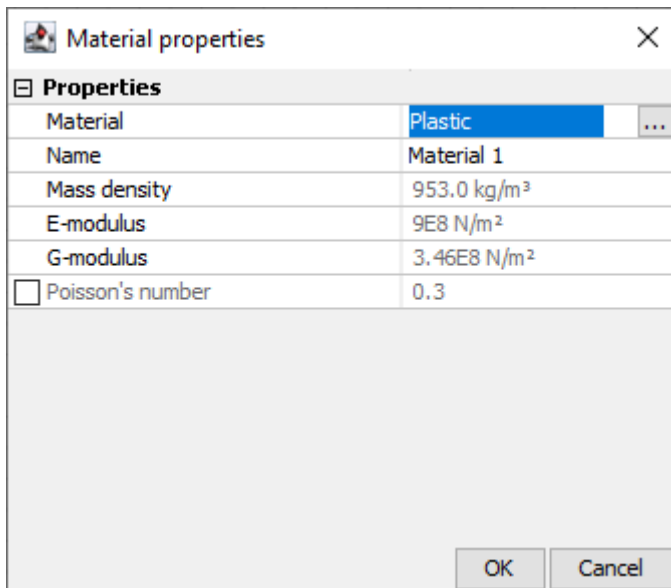 Material properties
Properties
Material Plastic ...
Name Material 1
Mass density 953.0 kg/m³
E-modulus 9E8 N/m²
G-modulus 3.46E8 N/m²
Poisson's number 0.3
OK Cancel